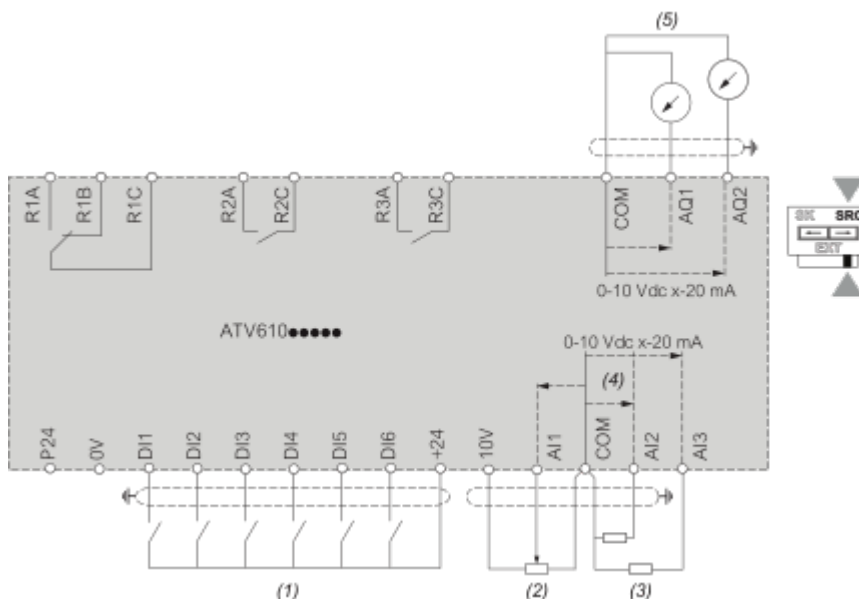 (5)
R1A R1B R1C R2A R2C R3A R3C COM AQ1 AQ2
SK SRC
EXT
0-10 Vdc x-20 mA
ATV610●●●●●
0-10 Vdc x-20 mA
(4)
P24 0V DI1 DI2 DI3 DI4 DI5 DI6 +24 10V AI1 COM AI2 AI3
(1) (2) (3)